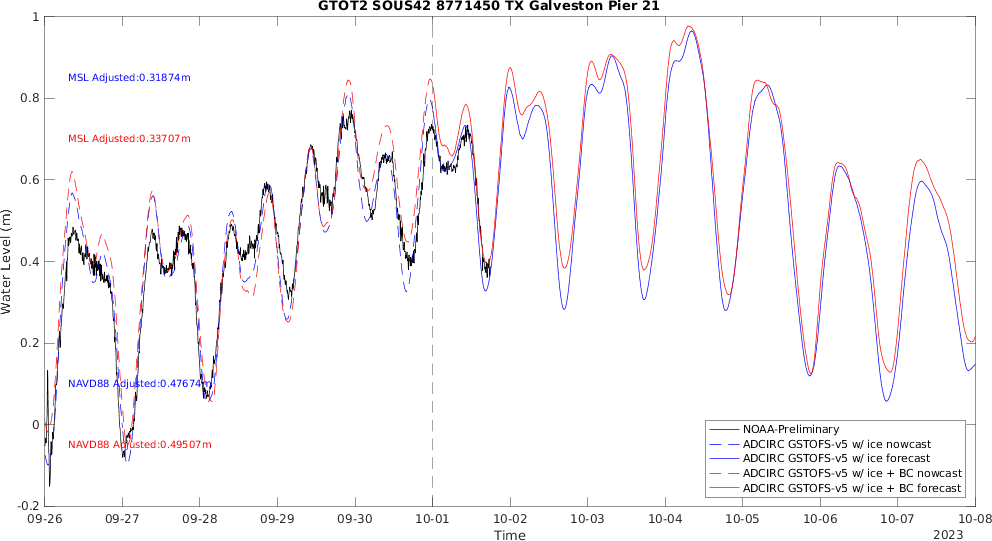 GTOT2 SOUS42 8771450 TX Galveston Pier 21
1
MSL Adjusted:0.31874m
0.8
MSL Adjusted:0.33707m
0.6
Water Level (m)
0.4
0.2
NAVD88 Adjusted:0.47674m
0
NAVD88 Adjusted:0.49507m
-0.2
NOAA-Preliminary
ADCIRC GSTOFS-v5 w/ ice nowcast
ADCIRC GSTOFS-v5 w/ ice forecast
ADCIRC GSTOFS-v5 w/ ice + BC nowcast
ADCIRC GSTOFS-v5 w/ ice + BC forecast
09-26 09-27 09-28 09-29 09-30 10-01 10-02 10-03 10-04 10-05 10-06 10-07 10-08
Time
2023